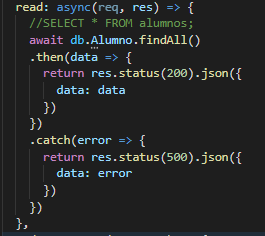 read: async(req, res) => {
//SELECT * FROM alumnos;
await db.Alumno.findAll()
.then(data => {
return res.status(200).json({
data: data
})
})
.catch(error => {
return res.status(500).json({
data: error
})
})
},